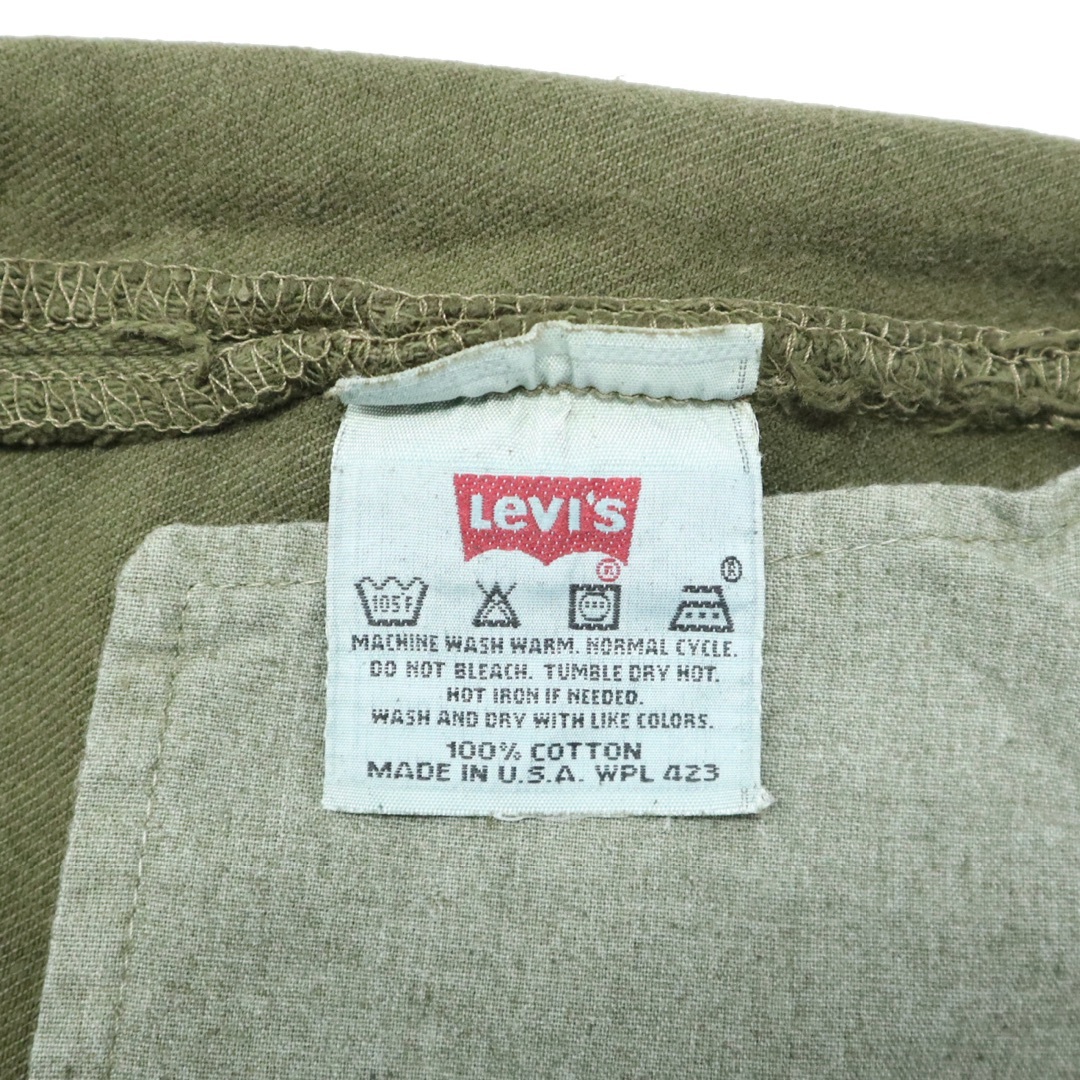 Levi's
®
®
105F
MACHINE WASH WARM. NORMAL CYCLE.
DO NOT BLEACH. TUMBLE DRY HOT.
HOT IRON IF NEEDED.
WASH AND DRY WITH LIKE COLORS.
100% COTTON
MADE IN U.S.A. WPL 423